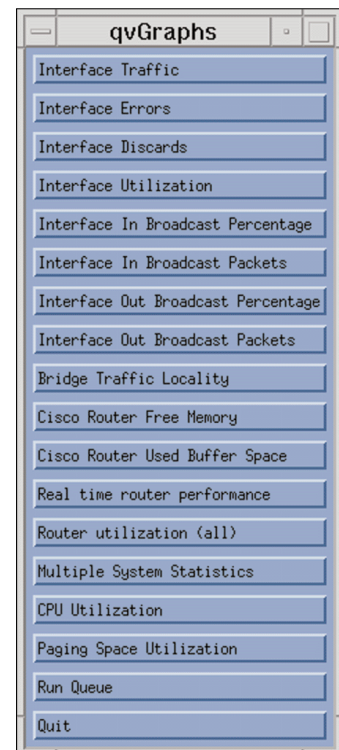 qvGraphs
Interface Traffic
Interface Errors
Interface Discards
Interface Utilization
Interface In Broadcast Percentage
Interface In Broadcast Packets
Interface Out Broadcast Percentage
Interface Out Broadcast Packets
Bridge Traffic Locality
Cisco Router Free Memory
Cisco Router Used Buffer Space
Real time router performance
Router utilization (all)
Multiple System Statistics
CPU Utilization
Paging Space Utilization
Run Queue
Quit